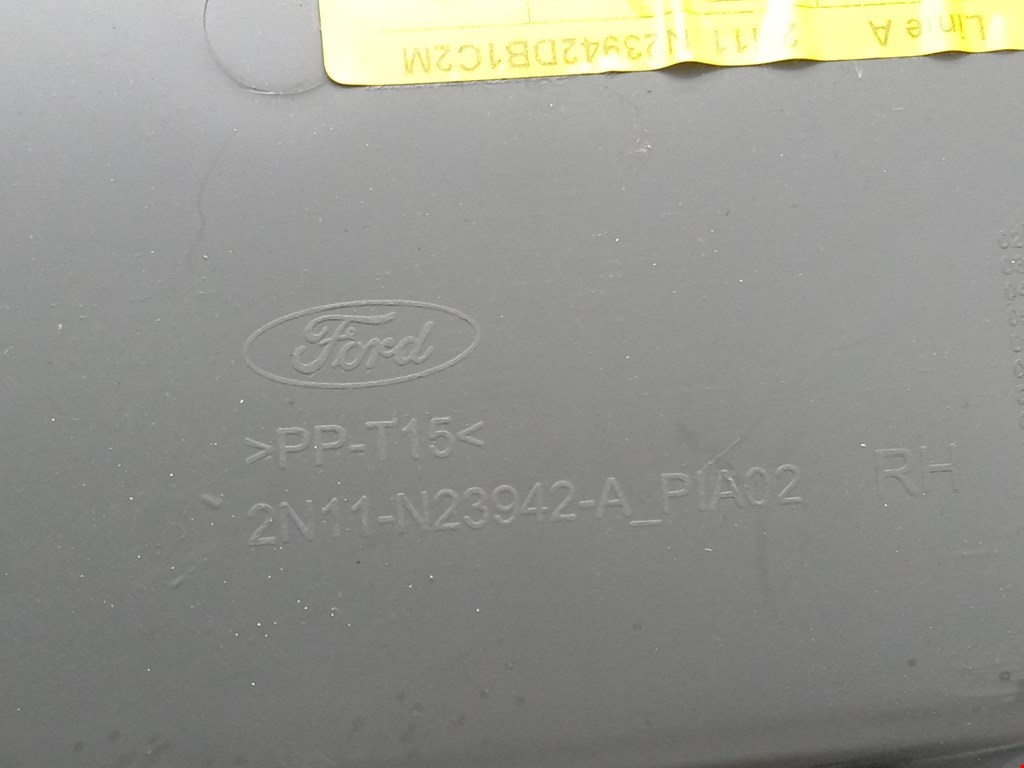 Linie A
2N11 N23942DB1C2M
Ford
>PP-T15<
2N11-N23942-A_PIA02
RH